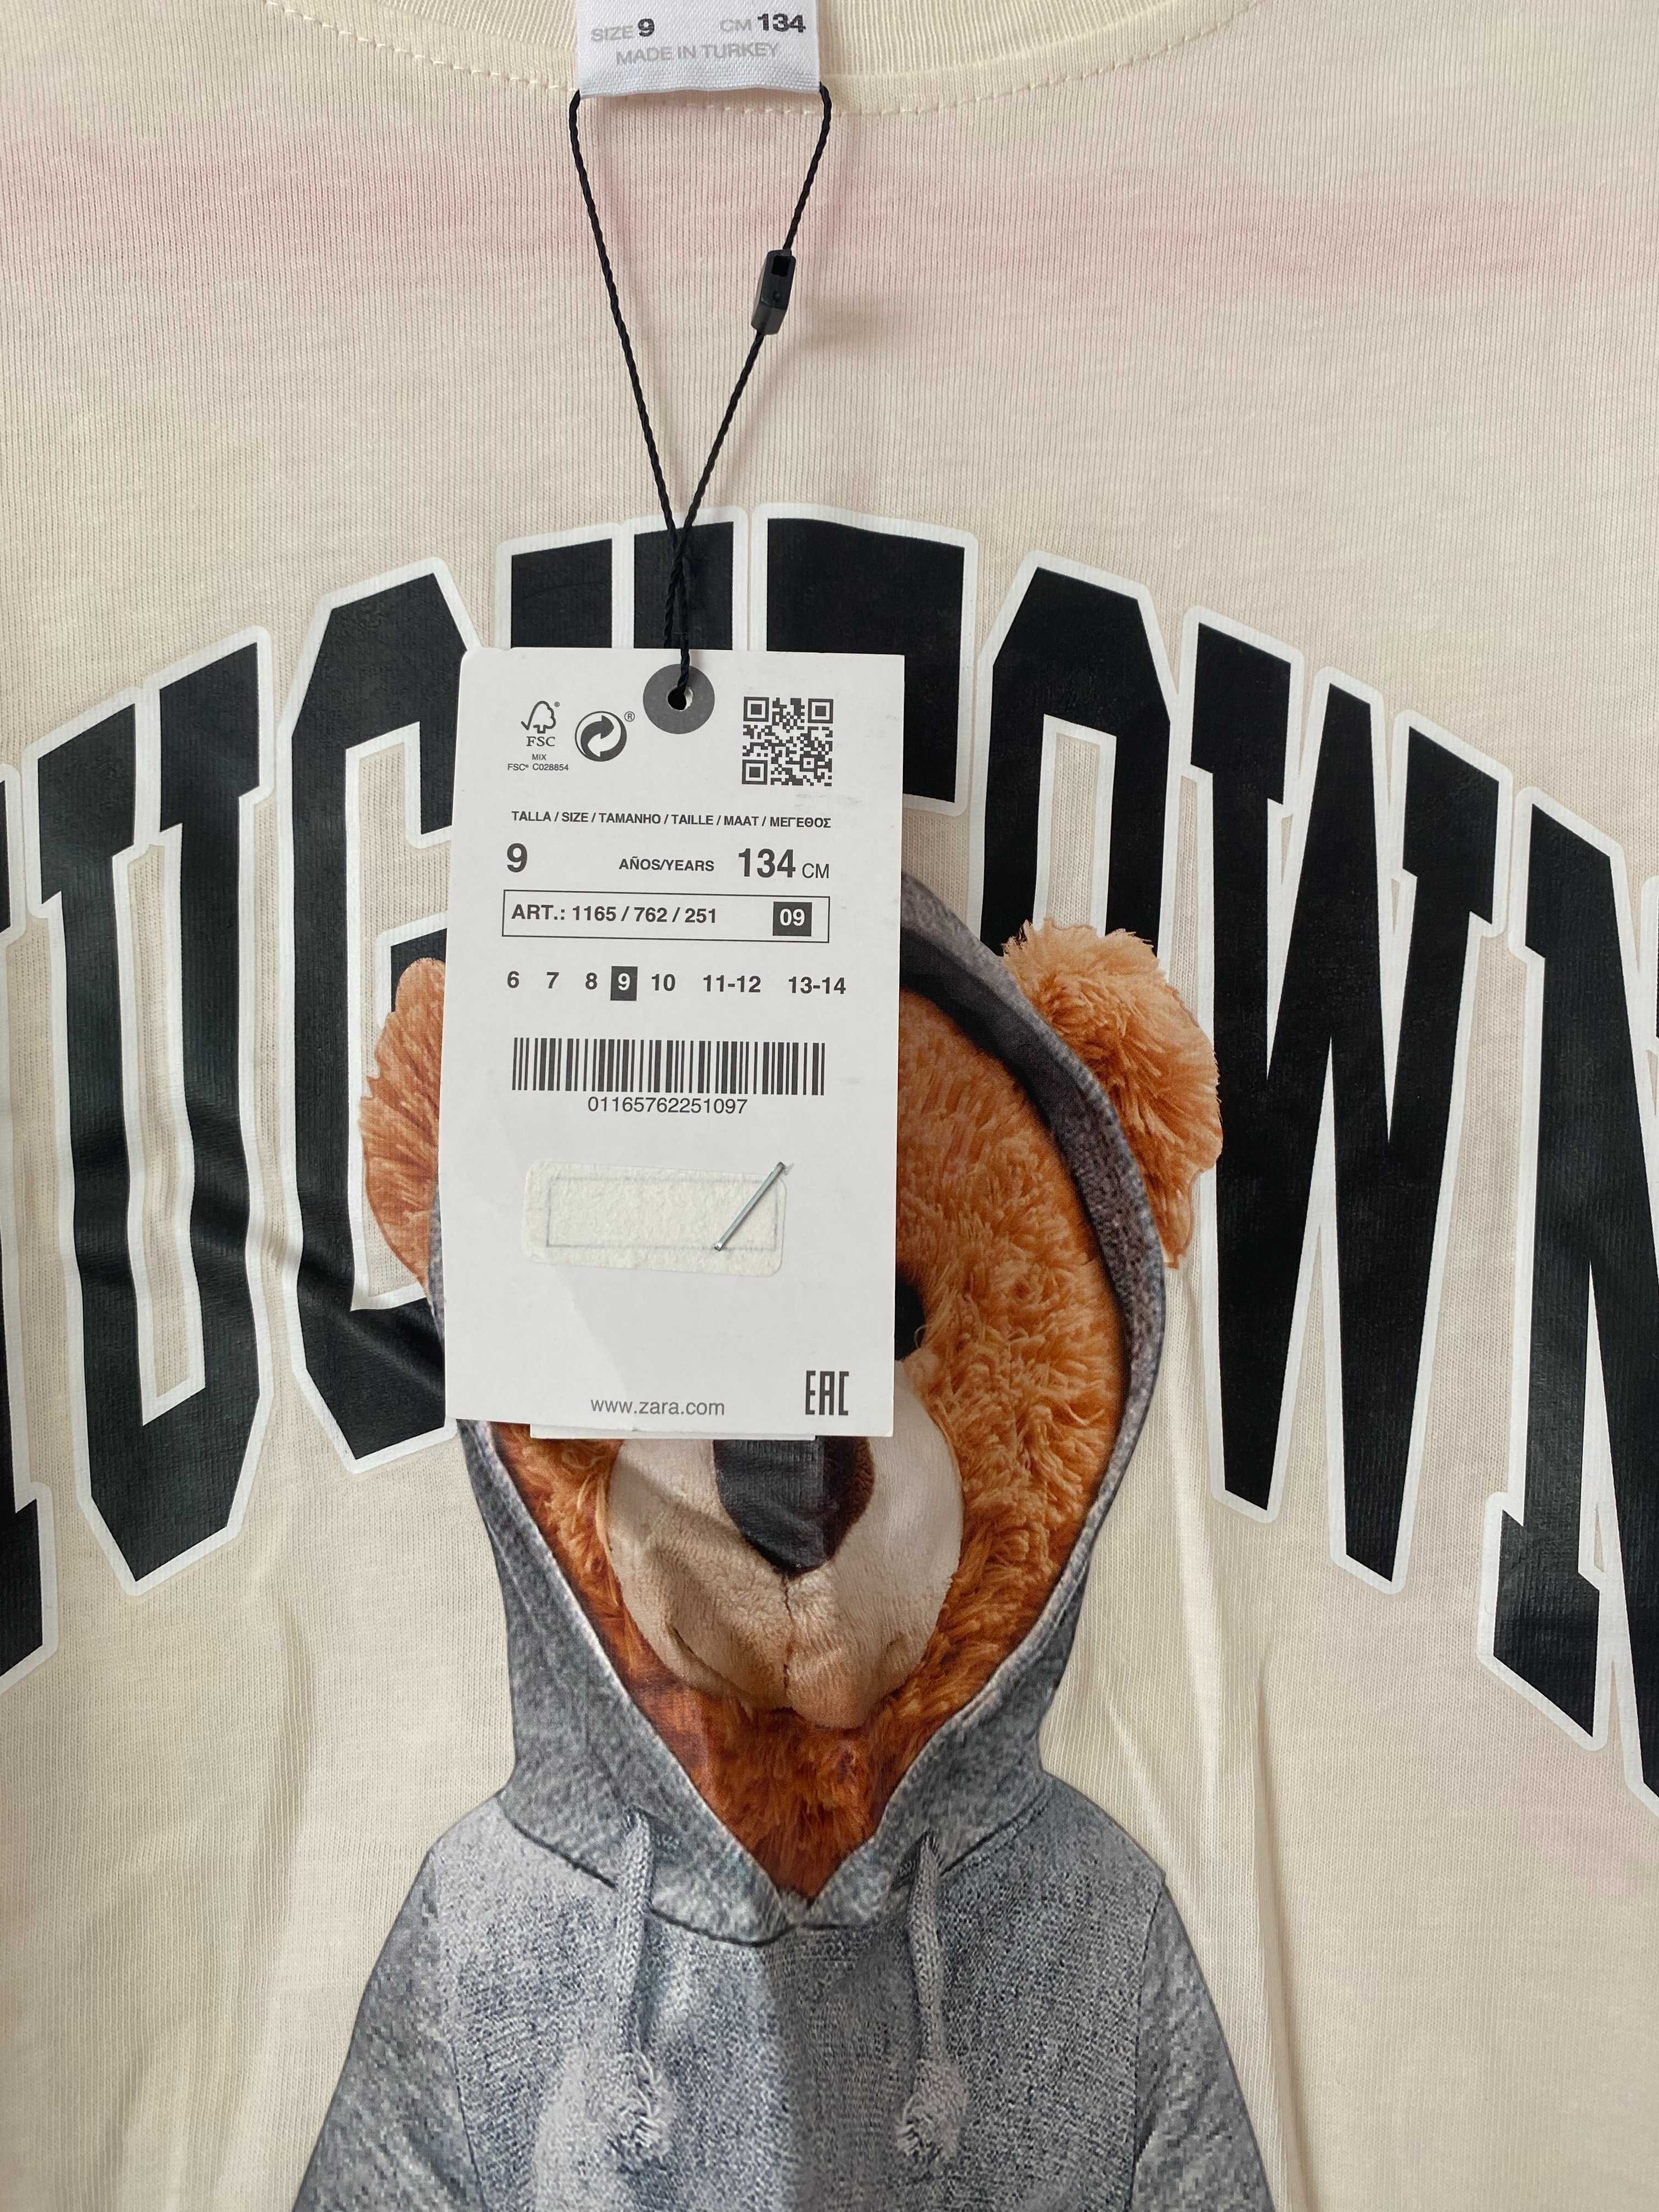 SIZE 9 CM 134
MADE IN TURKEY
FSC
MIX
FSC® C028854
®
TALLA / SIZE / TAMANHO / TAILLE / MAAT / ΜΕΓΕΘΟΣ
9 AÑOS/YEARS 134 CM
ART.: 1165 / 762 / 251 09
6 7 8 9 10 11-12 13-14
01165762251097
www.zara.com
EAC